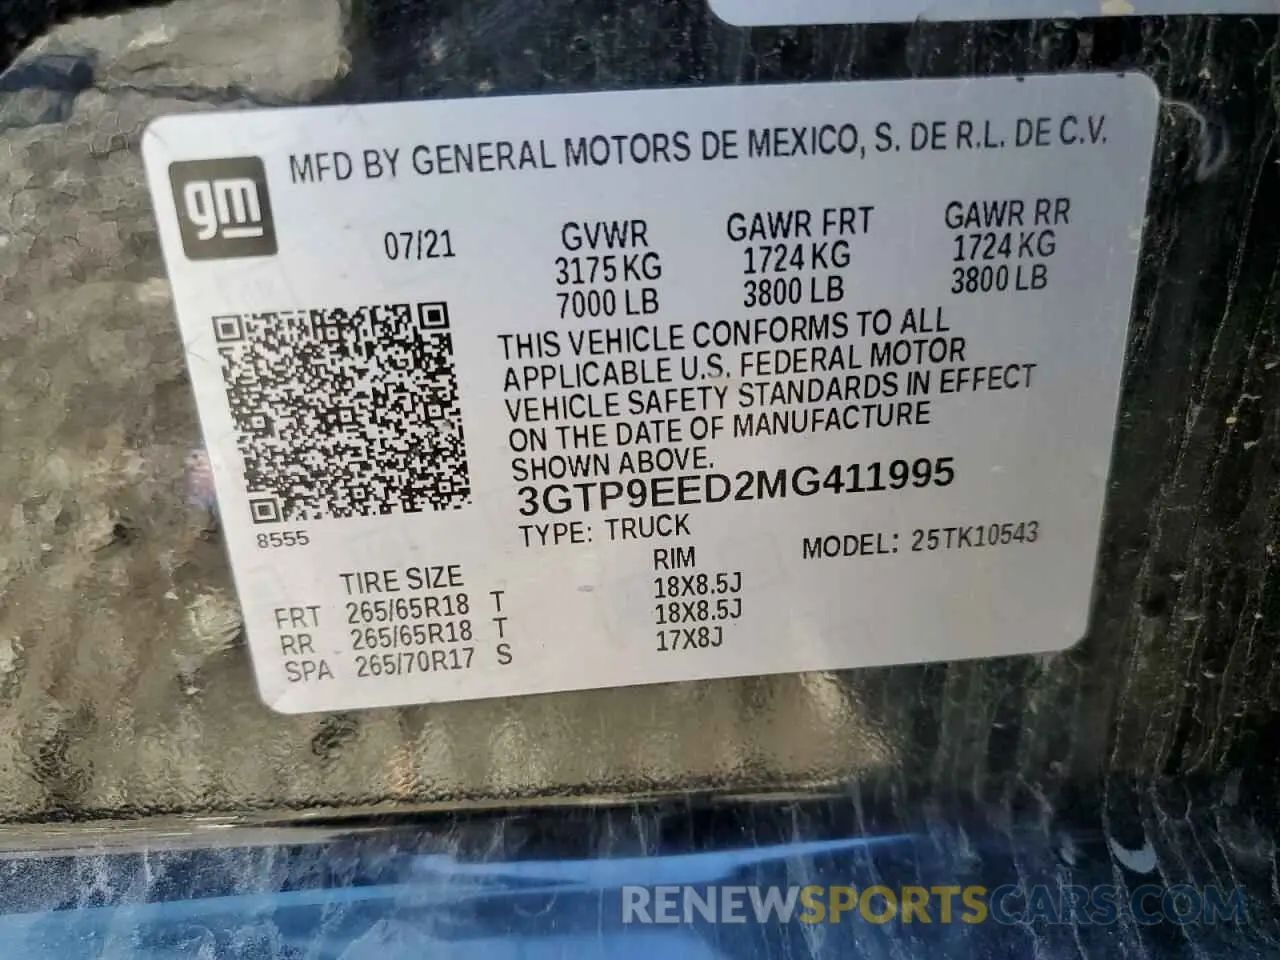 MFD BY GENERAL MOTORS DE MEXICO, S. DE R.L. DE C.V.
gm
07/21
GVWR
3175 KG
7000 LB
GAWR FRT
1724 KG
3800 LB
GAWR RR
1724 KG
3800 LB
THIS VEHICLE CONFORMS TO ALL
APPLICABLE U.S. FEDERAL MOTOR
VEHICLE SAFETY STANDARDS IN EFFECT
ON THE DATE OF MANUFACTURE
SHOWN ABOVE.
3GTP9EED2MG411995
8555
TYPE: TRUCK
MODEL: 25TK10543
TIRE SIZE RIM
FRT 265/65R18 T 18X8.5J
RR 265/65R18 T 18X8.5J
SPA 265/70R17 S 17X8J
RENEWSPORTSCARS.COM